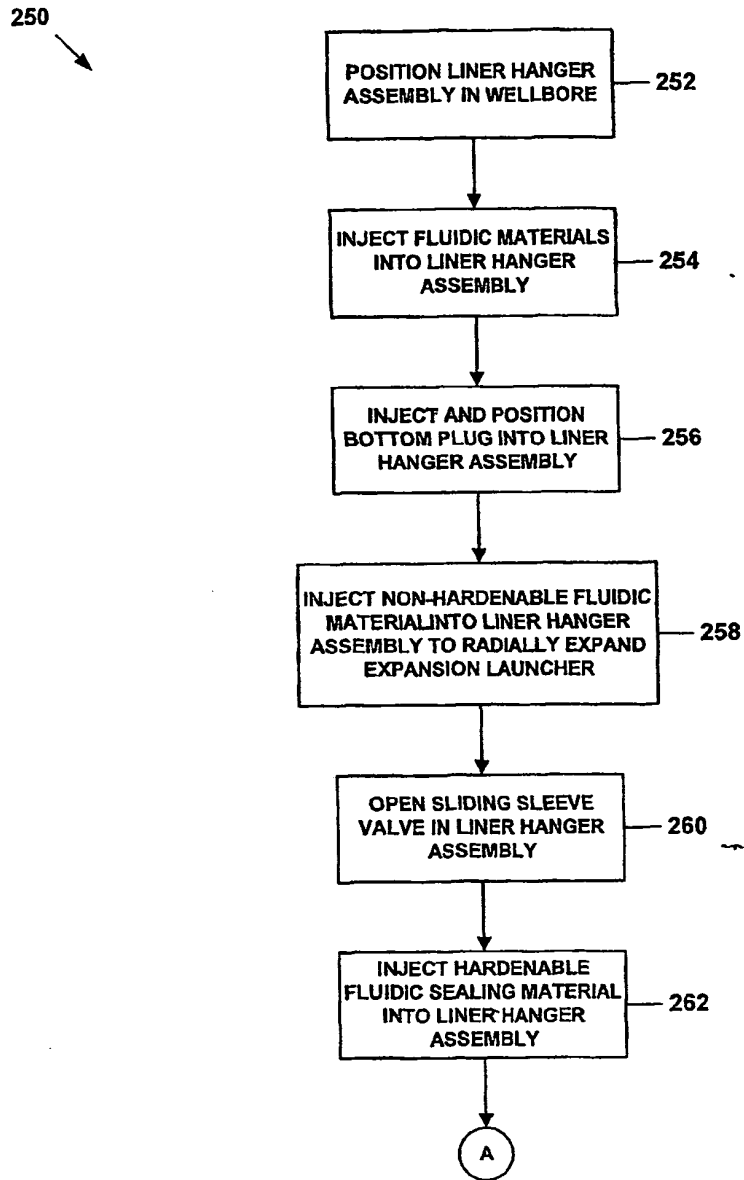 250
POSITION LINER HANGER
ASSEMBLY IN WELLBORE
252
INJECT FLUIDIC MATERIALS
INTO LINER HANGER
ASSEMBLY
254
INJECT AND POSITION
BOTTOM PLUG INTO LINER
HANGER ASSEMBLY
256
INJECT NON-HARDENABLE FLUIDIC
MATERIALINTO LINER HANGER
ASSEMBLY TO RADIALLY EXPAND
EXPANSION LAUNCHER
258
OPEN SLIDING SLEEVE
VALVE IN LINER HANGER
ASSEMBLY
260
INJECT HARDENABLE
FLUIDIC SEALING MATERIAL
INTO LINER HANGER
ASSEMBLY
262
A